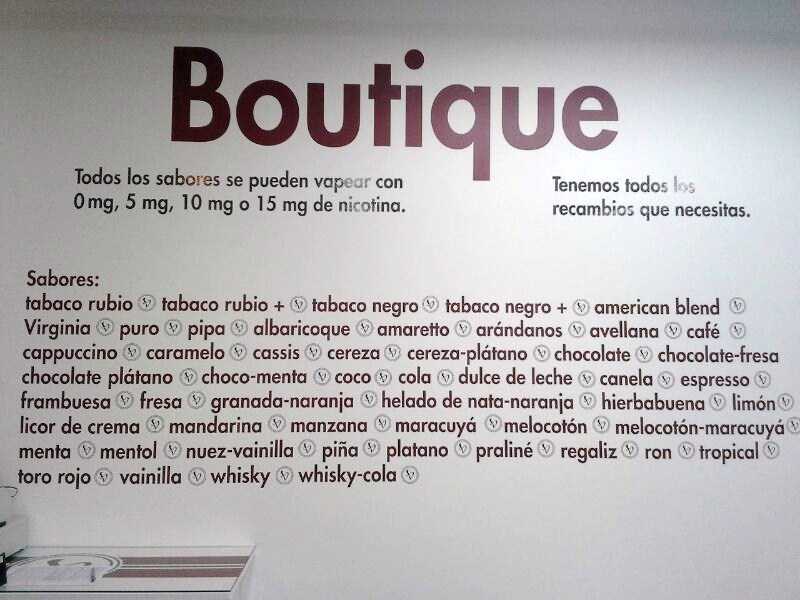 Boutique
Todos los sabores se pueden vapear con
0 mg, 5 mg, 10 mg o 15 mg de nicotina.
Tenemos todos los
recambios que necesitas.
Sabores:
tabaco rubio tabaco rubio + tabaco negro tabaco negro + american blend
Virginia puro pipa albaricoque amaretto arándanos avellana café
cappuccino caramelo cassis cereza cereza-plátano chocolate chocolate-fresa
chocolate plátano choco-menta coco cola dulce de leche canela espresso
frambuesa fresa granada-naranja helado de nata-naranja hierbabuena limón
licor de crema mandarina manzana maracuyá melocotón melocotón-maracuyá
menta mentol nuez-vainilla piña platano praliné regaliz ron tropical
toro rojo vainilla whisky whisky-cola